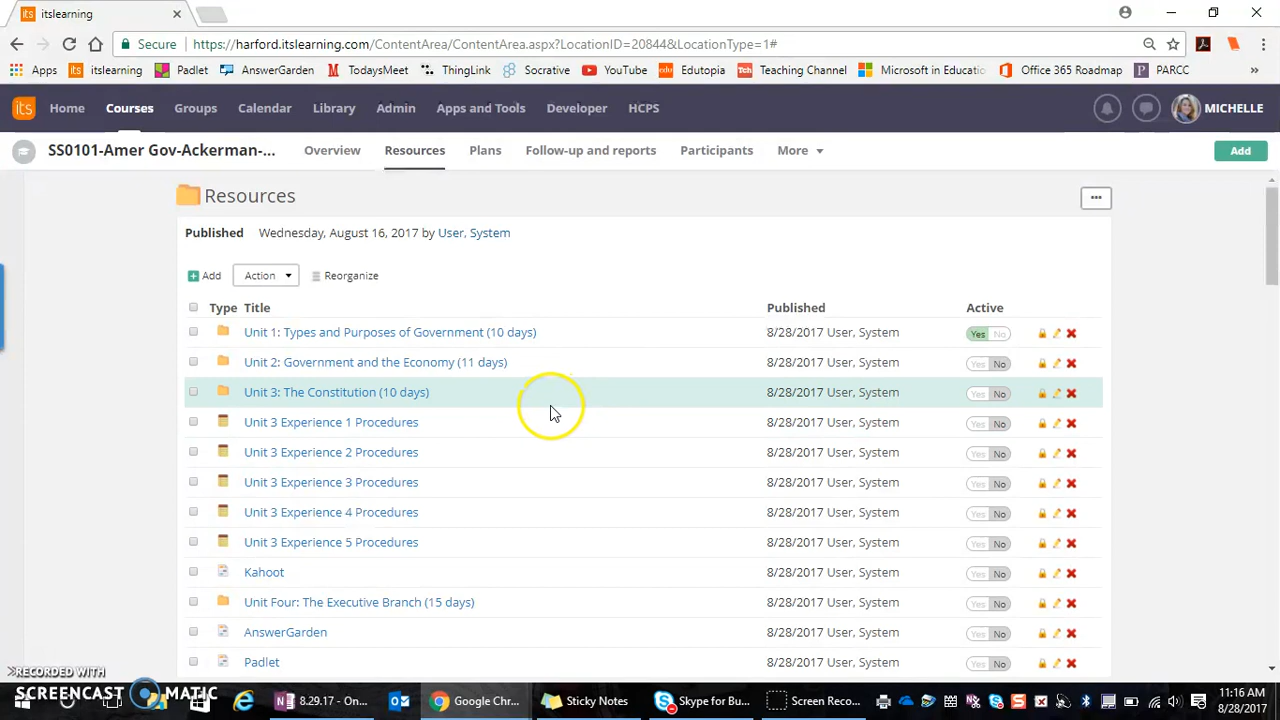 itslearning
Secure https://harford.itslearning.com/ContentArea/ContentArea.aspx?LocationID=20844&LocationType=1#
Apps itslearning Padlet AnswerGarden TodaysMeet ThingLink Socrative YouTube Edutopia Teaching Channel Microsoft in Educatio Office 365 Roadmap PARCC
its Home Courses Groups Calendar Library Admin Apps and Tools Developer HCPS MICHELLE
SS0101-Amer Gov-Ackerman-... Overview Resources Plans Follow-up and reports Participants More Add
Resources
Published Wednesday, August 16, 2017 by User, System
Add Action Reorganize
Type Title Published Active
Unit 1: Types and Purposes of Government (10 days) 8/28/2017 User, System Yes No
Unit 2: Government and the Economy (11 days) 8/28/2017 User, System Yes No
Unit 3: The Constitution (10 days) 8/28/2017 User, System Yes No
Unit 3 Experience 1 Procedures 8/28/2017 User, System Yes No
Unit 3 Experience 2 Procedures 8/28/2017 User, System Yes No
Unit 3 Experience 3 Procedures 8/28/2017 User, System Yes No
Unit 3 Experience 4 Procedures 8/28/2017 User, System Yes No
Unit 3 Experience 5 Procedures 8/28/2017 User, System Yes No
Kahoot 8/28/2017 User, System Yes No
Unit Four: The Executive Branch (15 days) 8/28/2017 User, System Yes No
AnswerGarden 8/28/2017 User, System Yes No
Padlet 8/28/2017 User, System Yes No
RECORDED WITH
SCREENCAST MATIC
8.29.17 - On... Google Chr... Sticky Notes Skype for Bu... Screen Reco...
11:16 AM
8/28/2017